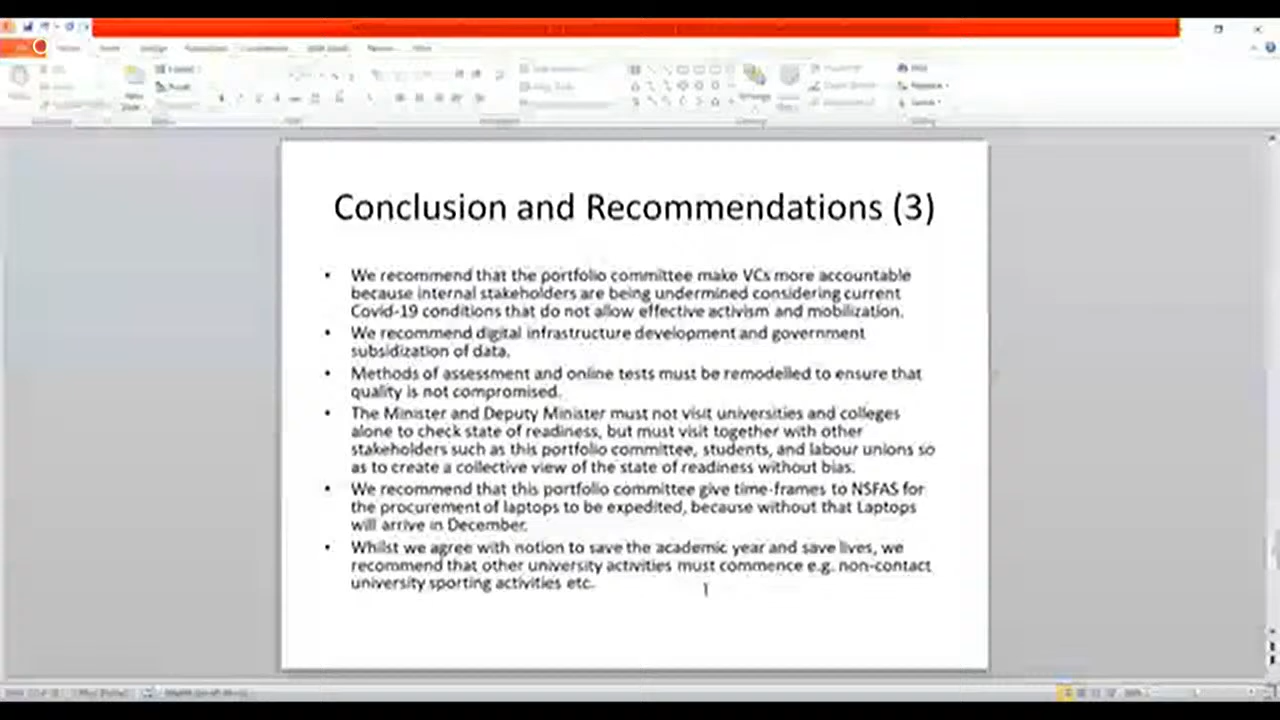 Conclusion and Recommendations (3)
• We recommend that the portfolio committee make VCs more accountable
because internal stakeholders are being undermined considering current
Covid-19 conditions that do not allow effective activism and mobilization.
• We recommend digital infrastructure development and government
subsidization of data.
• Methods of assessment and online tests must be remodelled to ensure that
quality is not compromised.
• The Minister and Deputy Minister must not visit universities and colleges
alone to check state of readiness, but must visit together with other
stakeholders such as this portfolio committee, students, and labour unions so
as to create a collective view of the state of readiness without bias.
• We recommend that this portfolio committee give time-frames to NSFAS for
the procurement of laptops to be expedited, because without that Laptops
will arrive in December.
• Whilst we agree with notion to save the academic year and save lives, we
recommend that other university activities must commence e.g. non-contact
university sporting activities etc.